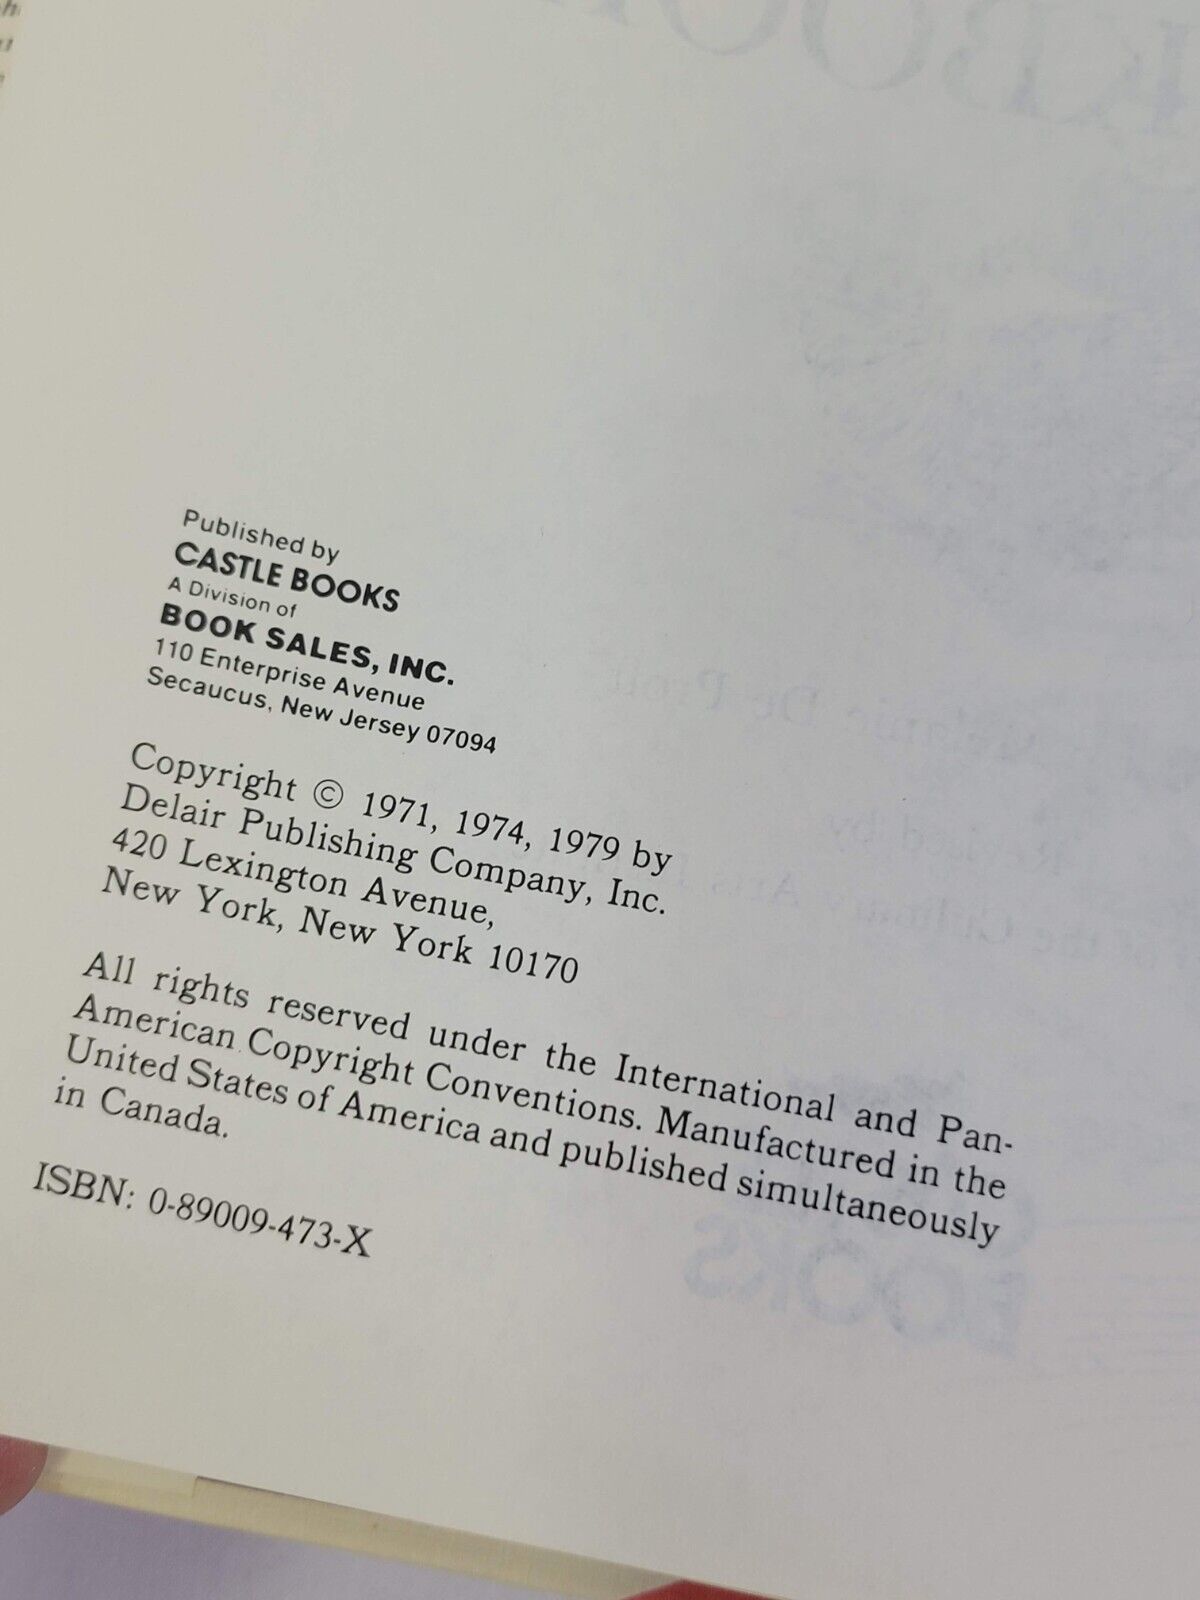 Published by
CASTLE BOOKS
A Division of
BOOK SALES, INC.
110 Enterprise Avenue
Secaucus, New Jersey 07094
Copyright © 1971, 1974, 1979 by
Delair Publishing Company, Inc.
420 Lexington Avenue,
New York, New York 10170
All rights reserved under the International and Pan-
American Copyright Conventions. Manufactured in the
United States of America and published simultaneously
in Canada.
ISBN: 0-89009-473-X